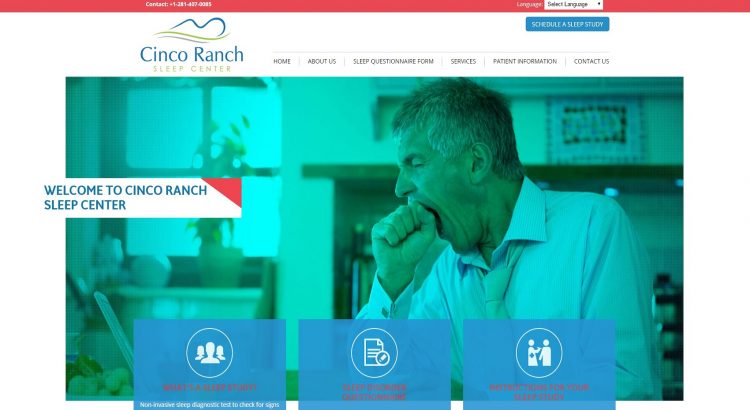 Contact: +1-281-407-0085
Language: Select Language
SCHEDULE A SLEEP STUDY
Cinco Ranch
SLEEP CENTER
HOME
ABOUT US
SLEEP QUESTIONNAIRE FORM
SERVICES
PATIENT INFORMATION
CONTACT US
WELCOME TO CINCO RANCH
SLEEP CENTER
WHAT'S A SLEEP STUDY?
Non-invasive sleep diagnostic test to check for signs
SLEEP DISORDER
QUESTIONNAIRE
INSTRUCTIONS FOR YOUR
SLEEP STUDY